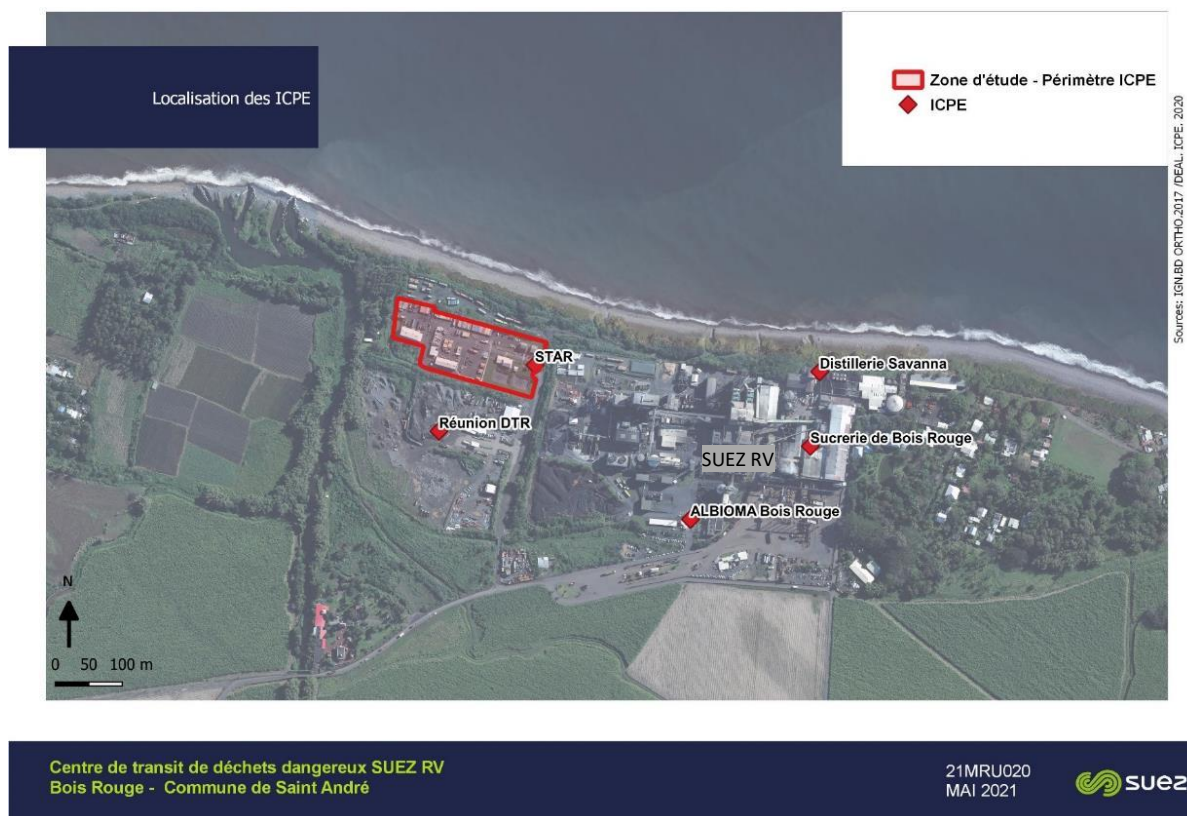 Localisation des ICPE
Zone d'étude - Périmètre ICPE
ICPE
Sources: IGN.BD ORTHO.2017 /DEAL. ICPE. 2020
STAR
Distillerie Savanna
Réunion DTR
Sucrerie de Bois Rouge
SUEZ RV
ALBIOMA Bois Rouge
N
0 50 100 m
Centre de transit de déchets dangereux SUEZ RV
Bois Rouge - Commune de Saint André
21MRU020
MAI 2021
suez